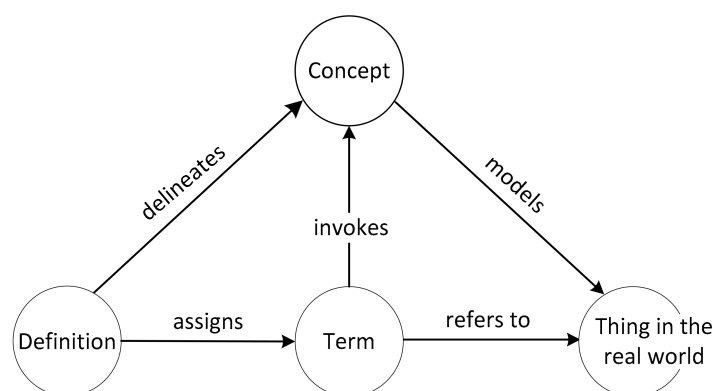 Concept
delineates
models
invokes
Definition
assigns
Term
refers to
Thing in the
real world